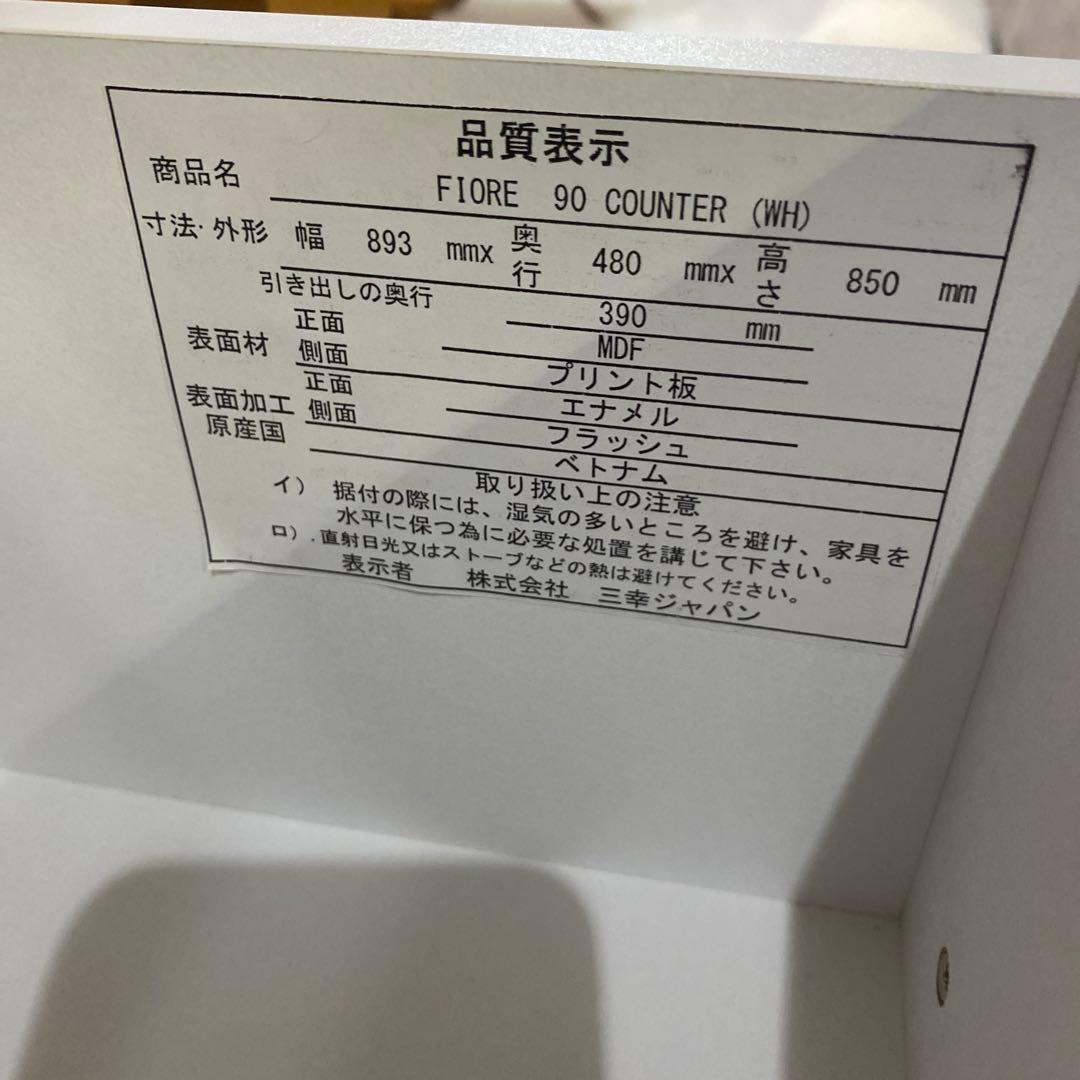 品質表示
商品名 FIORE 90 COUNTER (WH)
寸法・外形 幅 893 mmx 奥行 480 mmx 高さ 850 mm
引き出しの奥行 390 mm
表面材 正面 MDF
側面 プリント板
表面加工 正面 エナメル
側面 フラッシュ
原産国 ベトナム
取り扱い上の注意
イ) 据付の際には、湿気の多いところを避け、家具を
水平に保つ為に必要な処置を講じて下さい。
ロ). 直射日光又はストーブなどの熱は避けてください。
表示者 株式会社 三幸ジャパン